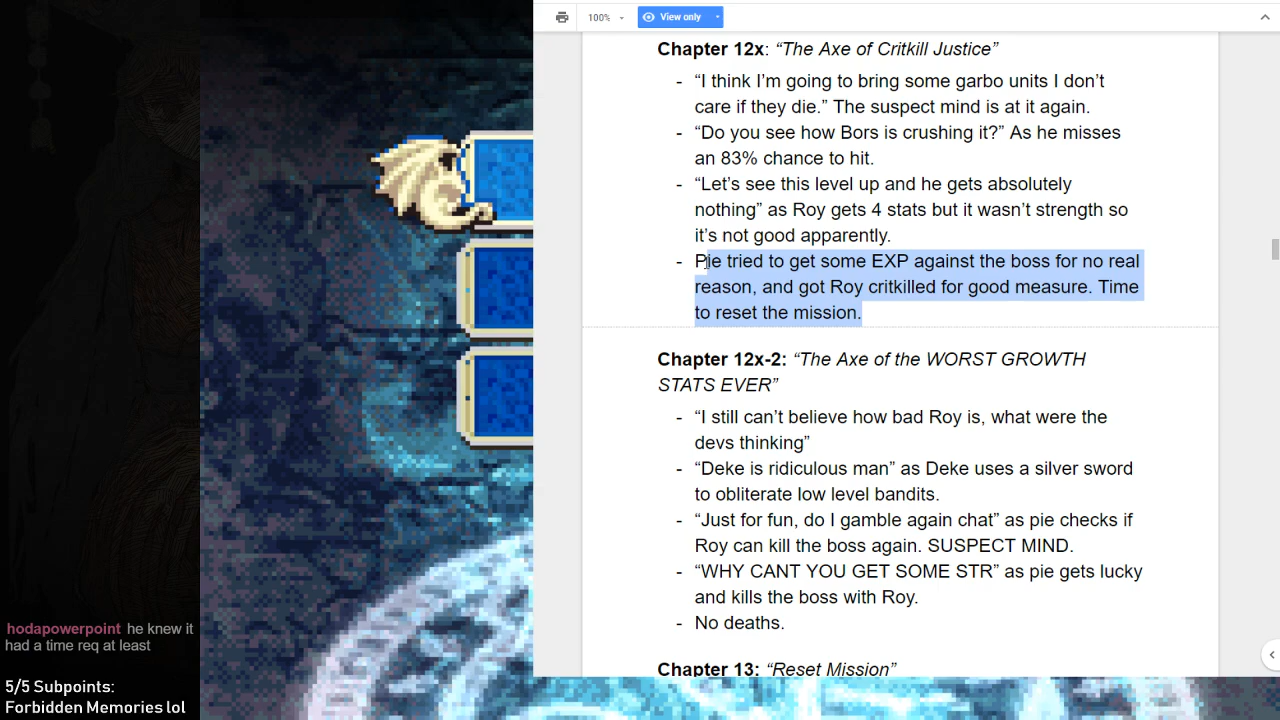 100%
View only
Chapter 12x: “The Axe of Critkill Justice”
- “I think I’m going to bring some garbo units I don’t
care if they die.” The suspect mind is at it again.
- “Do you see how Bors is crushing it?” As he misses
an 83% chance to hit.
- “Let’s see this level up and he gets absolutely
nothing” as Roy gets 4 stats but it wasn’t strength so
it’s not good apparently.
- Pie tried to get some EXP against the boss for no real
reason, and got Roy critkilled for good measure. Time
to reset the mission.
Chapter 12x-2: “The Axe of the WORST GROWTH
STATS EVER”
- “I still can’t believe how bad Roy is, what were the
devs thinking”
- “Deke is ridiculous man” as Deke uses a silver sword
to obliterate low level bandits.
- “Just for fun, do I gamble again chat” as pie checks if
Roy can kill the boss again. SUSPECT MIND.
- “WHY CANT YOU GET SOME STR” as pie gets lucky
and kills the boss with Roy.
- No deaths.
Chapter 13: “Reset Mission”
hodapowerpoint he knew it
had a time req at least
5/5 Subpoints:
Forbidden Memories lol